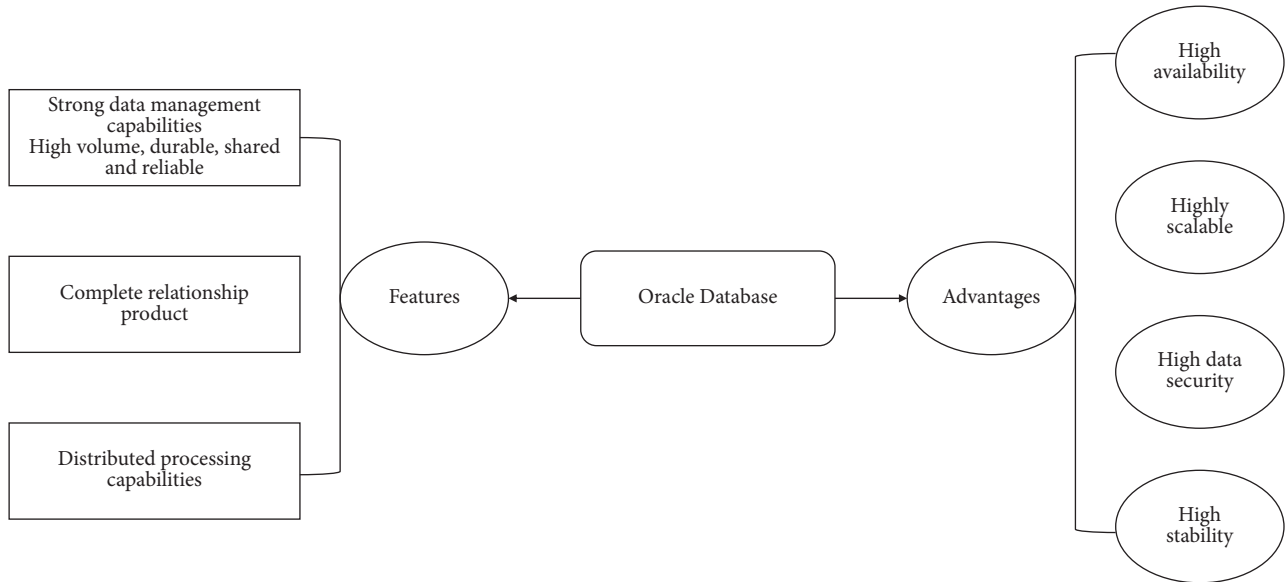 Strong data management
capabilities
High volume, durable, shared
and reliable
Complete relationship
product
Distributed processing
capabilities
Features
Oracle Database
Advantages
High
availability
Highly
scalable
High data
security
High
stability